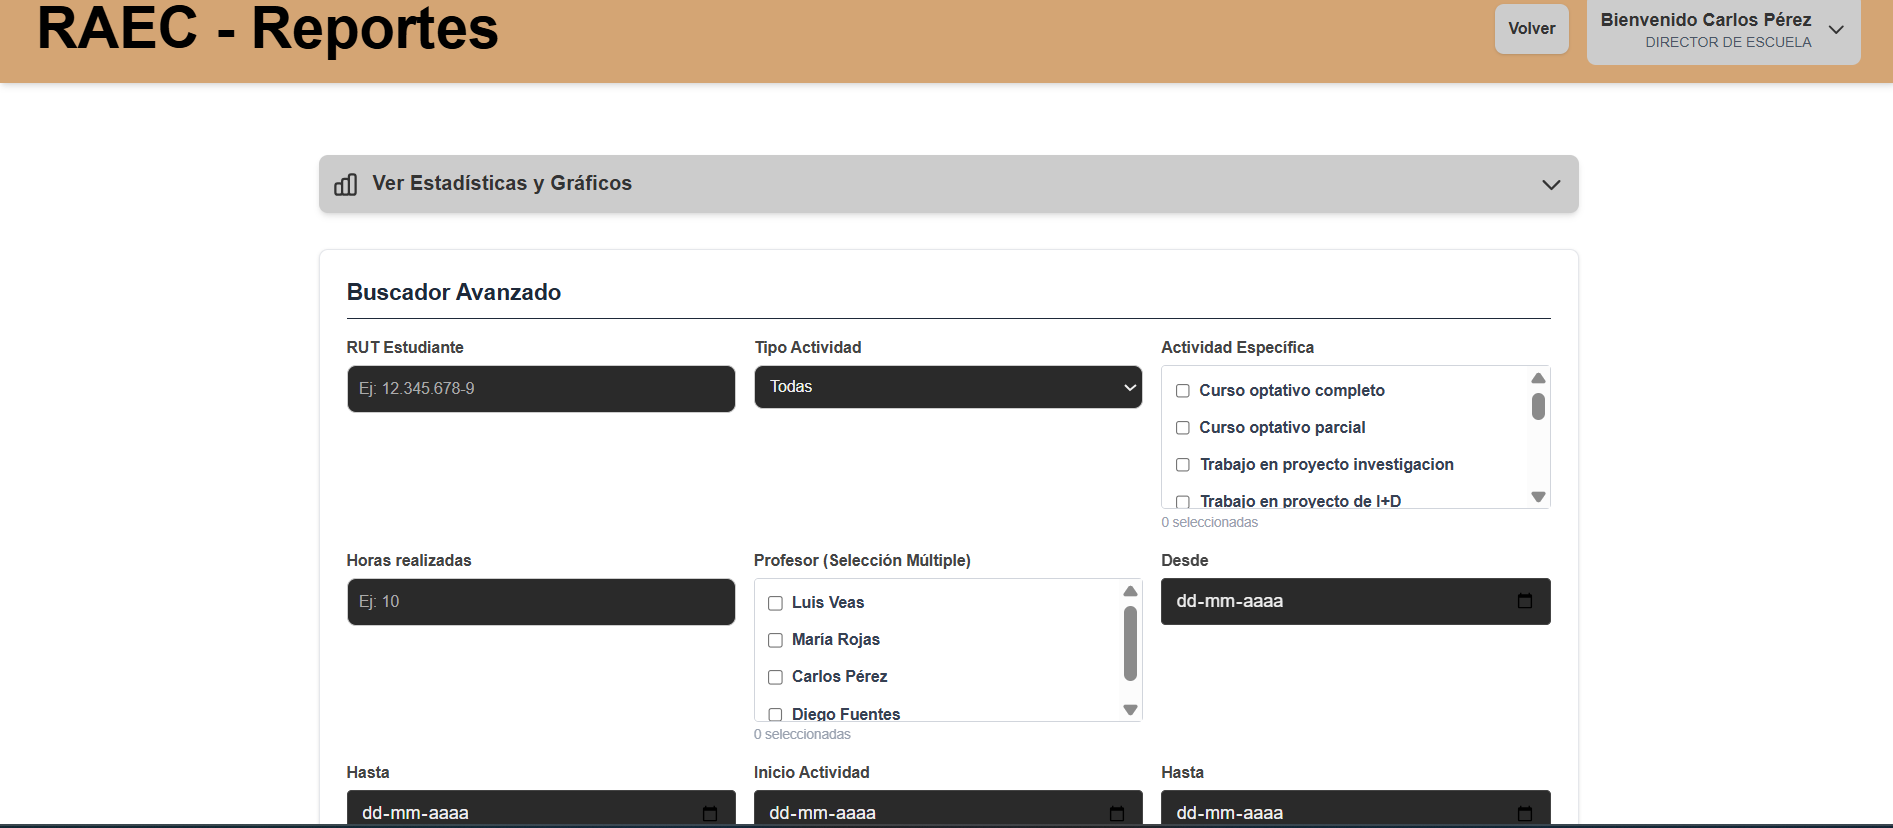 RAEC - Reportes
Volver
Bienvenido Carlos Pérez
DIRECTOR DE ESCUELA
Ver Estadísticas y Gráficos
Buscador Avanzado
RUT Estudiante
Ej: 12.345.678-9
Tipo Actividad
Todas
Actividad Específica
Curso optativo completo
Curso optativo parcial
Trabajo en proyecto investigacion
Trabajo en proyecto de I+D
0 seleccionadas
Horas realizadas
Ej: 10
Profesor (Selección Múltiple)
Luis Veas
María Rojas
Carlos Pérez
Diego Fuentes
0 seleccionadas
Desde
dd-mm-aaaa
Hasta
dd-mm-aaaa
Inicio Actividad
dd-mm-aaaa
Hasta
dd-mm-aaaa